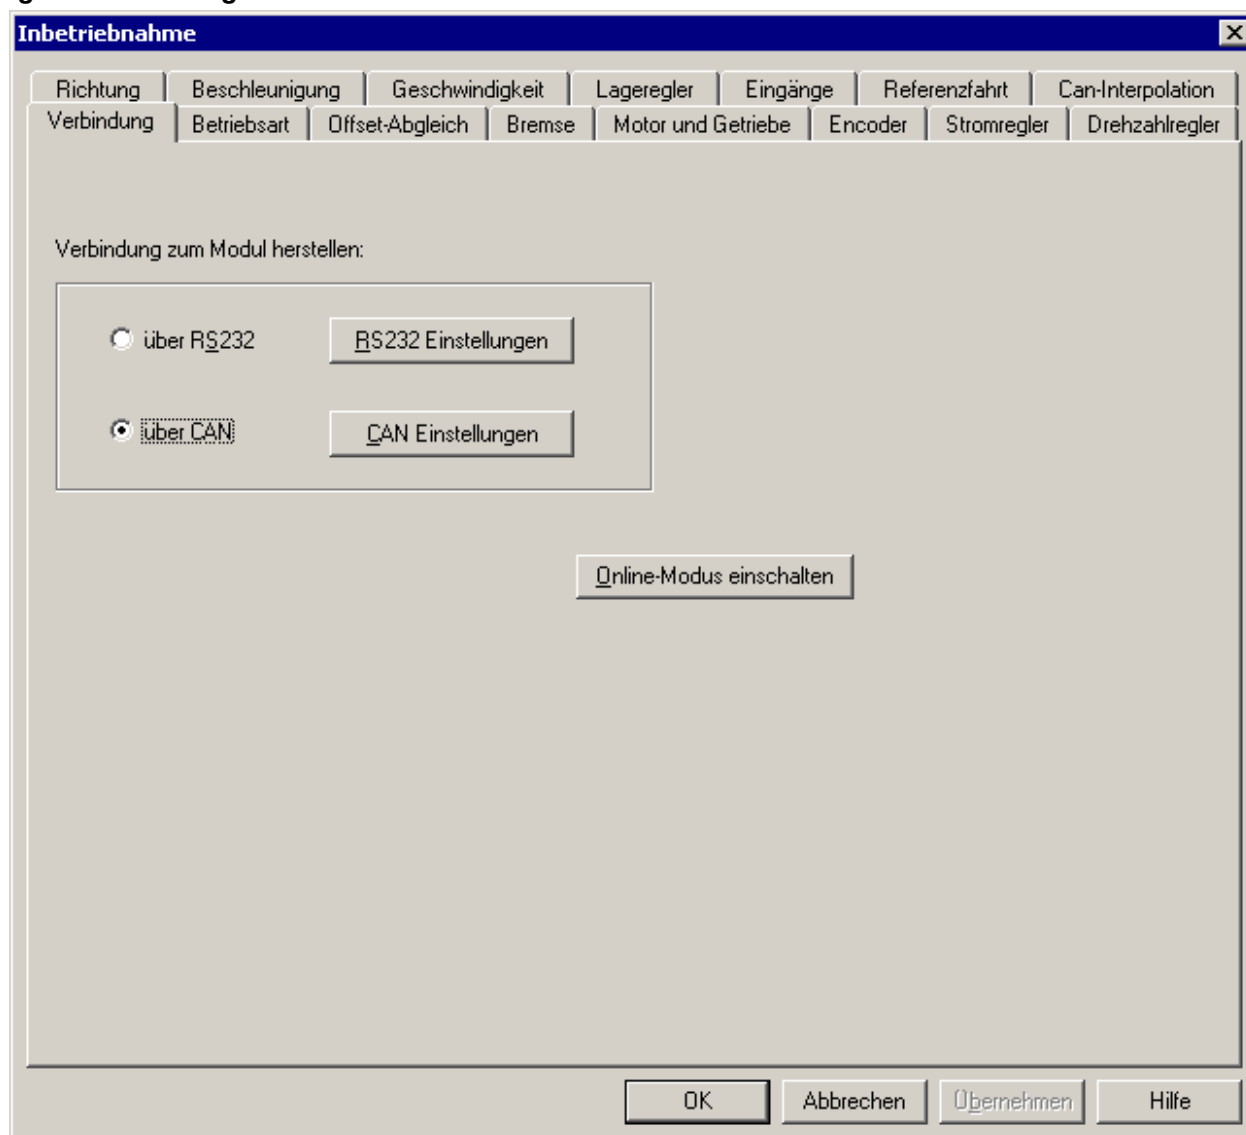 Inbetriebnahme
Richtung Beschleunigung Geschwindigkeit Lageregler Eingänge Referenzfahrt Can-Interpolation
Verbindung Betriebsart Offset-Abgleich Bremse Motor und Getriebe Encoder Stromregler Drehzahlregler
Verbindung zum Modul herstellen:
über RS232 RS232 Einstellungen
über CAN CAN Einstellungen
Online-Modus einschalten
OK Abbrechen Übernehmen Hilfe